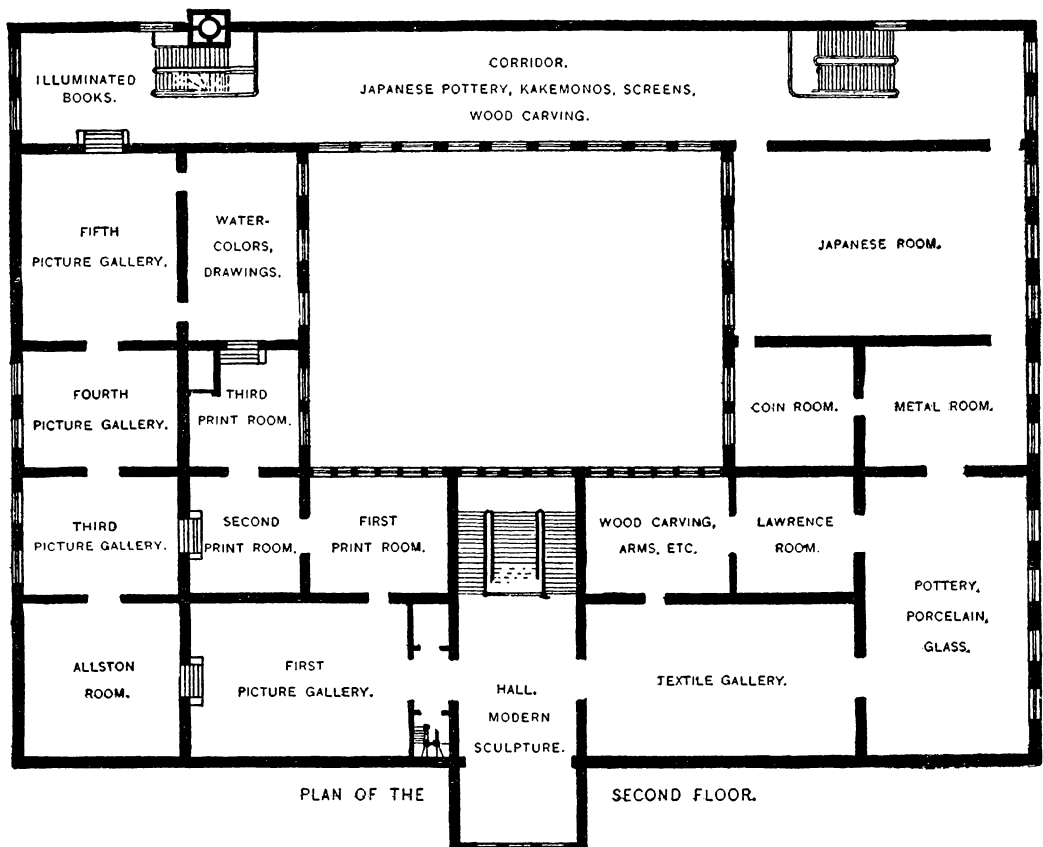 ILLUMINATED
BOOKS.
CORRIDOR.
JAPANESE POTTERY, KAKEMONOS, SCREENS,
WOOD CARVING.
FIFTH
PICTURE GALLERY.
WATER-
COLORS,
DRAWINGS.
JAPANESE ROOM.
FOURTH
PICTURE GALLERY.
THIRD
PRINT ROOM.
COIN ROOM.
METAL ROOM.
THIRD
PICTURE GALLERY.
SECOND
PRINT ROOM.
FIRST
PRINT ROOM.
WOOD CARVING,
ARMS, ETC.
LAWRENCE
ROOM.
POTTERY,
PORCELAIN,
GLASS.
ALLSTON
ROOM.
FIRST
PICTURE GALLERY.
HALL.
MODERN
SCULPTURE.
TEXTILE GALLERY.
PLAN OF THE SECOND FLOOR.